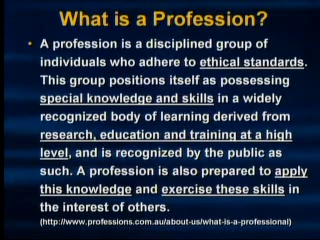 What is a Profession?
• A profession is a disciplined group of
individuals who adhere to ethical standards.
This group positions itself as possessing
special knowledge and skills in a widely
recognized body of learning derived from
research, education and training at a high
level, and is recognized by the public as
such. A profession is also prepared to apply
this knowledge and exercise these skills in
the interest of others.
(http://www.professions.com.au/about-us/what-is-a-professional)